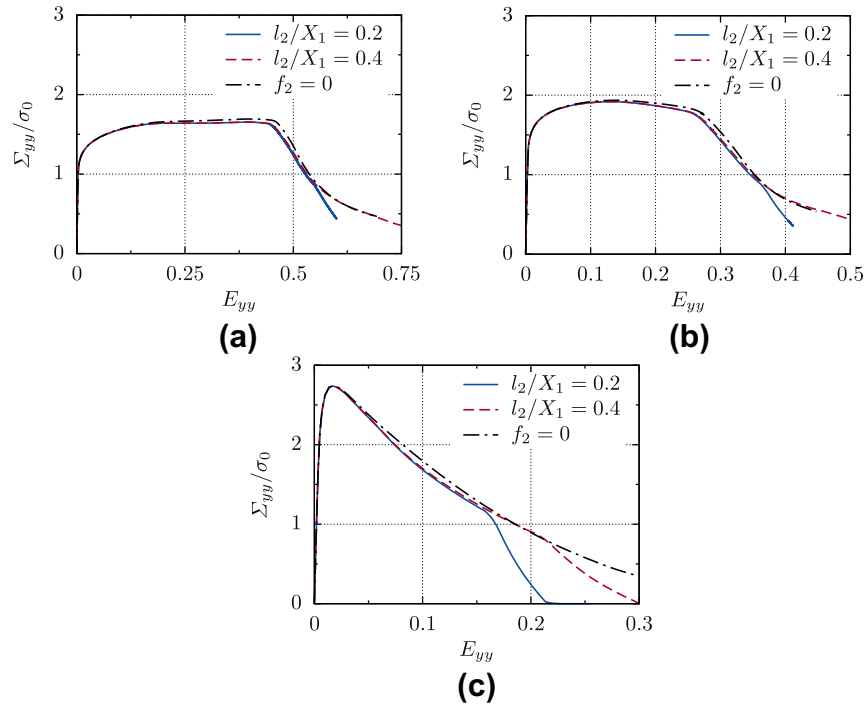 3
2
1
0
Σyy/σ0
l2/X1 = 0.2
l2/X1 = 0.4
f2 = 0
0 0.25 0.5 0.75
Eyy
(a)
3
2
1
0
Σyy/σ0
l2/X1 = 0.2
l2/X1 = 0.4
f2 = 0
0 0.1 0.2 0.3 0.4 0.5
Eyy
(b)
3
2
1
0
Σyy/σ0
l2/X1 = 0.2
l2/X1 = 0.4
f2 = 0
0 0.1 0.2 0.3
Eyy
(c)